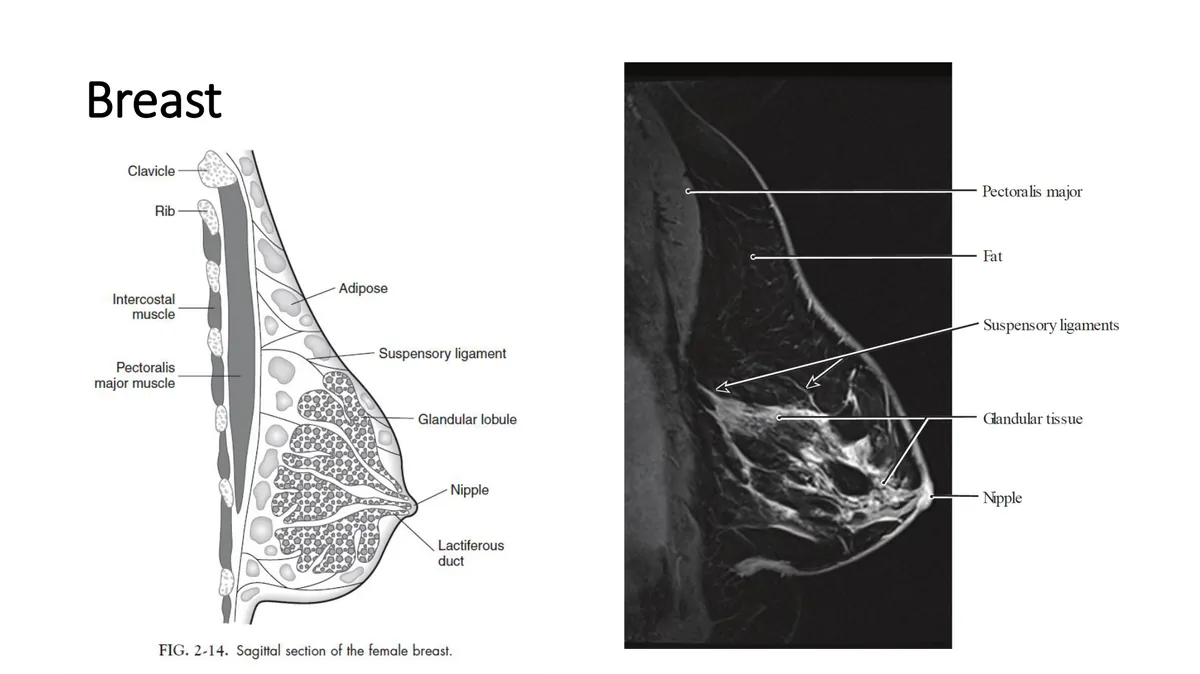 Breast
Clavicle
Rib
Intercostal
muscle
Pectoralis
major muscle
Adipose
Suspensory ligament
Glandular lobule
Nipple
Lactiferous
duct
FIG. 2-14. Sagittal section of the female breast.
Pectoralis major
Fat
Suspensory ligaments
Glandular tissue
Nipple